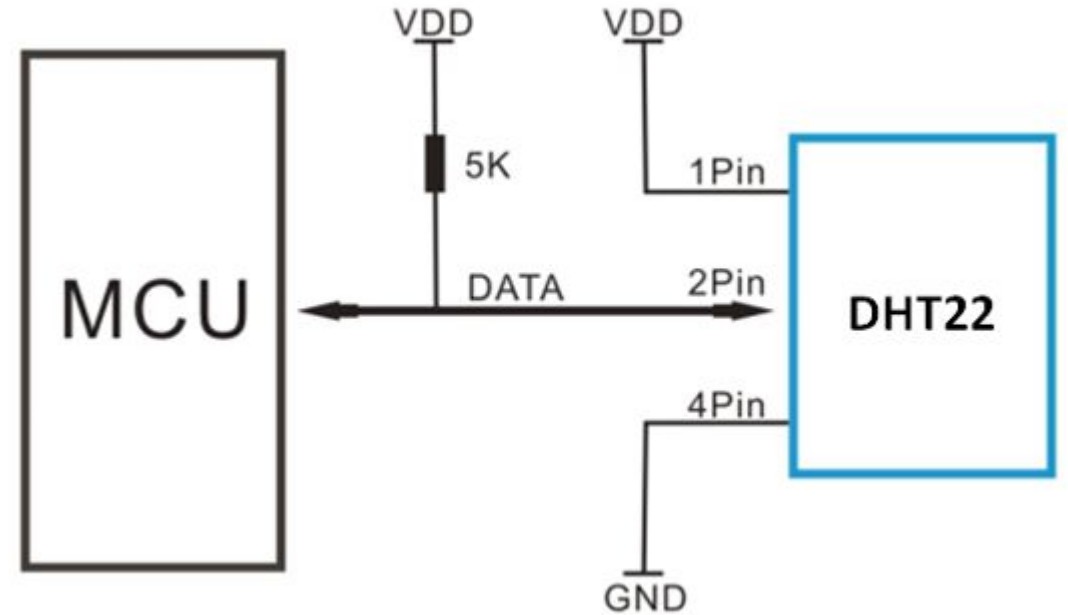 VDD
VDD
5K
1Pin
DATA
2Pin
MCU
DHT22
4Pin
GND